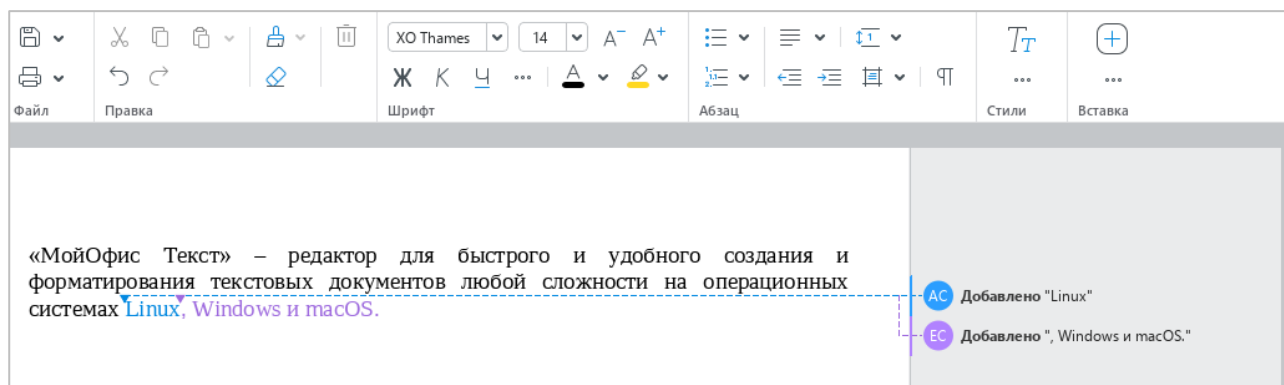 XO Thames 14 A⁻ A⁺
Ж К Ч ••• А
Файл Правка Шрифт Абзац Стили Вставка
«МойОфис Текст» – редактор для быстрого и удобного создания и
форматирования текстовых документов любой сложности на операционных
системах Linux, Windows и macOS.
АС Добавлено "Linux"
ЕС Добавлено ", Windows и macOS."